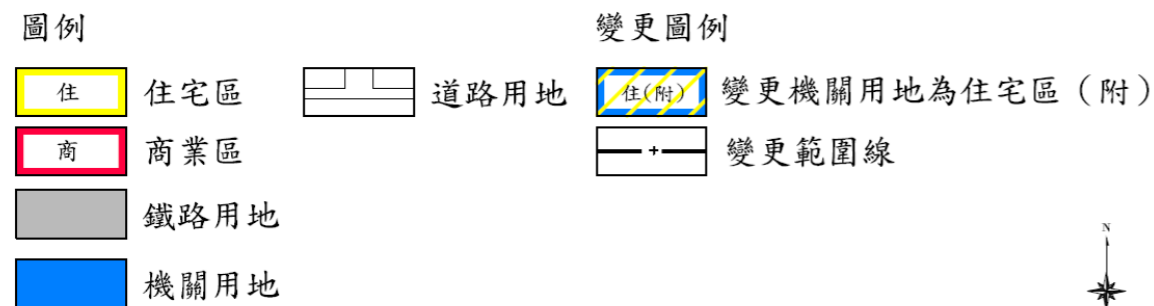 圖例
變更圖例
住 住宅區
道路用地
住(附) 變更機關用地為住宅區（附）
商 商業區
變更範圍線
鐵路用地
N
機關用地